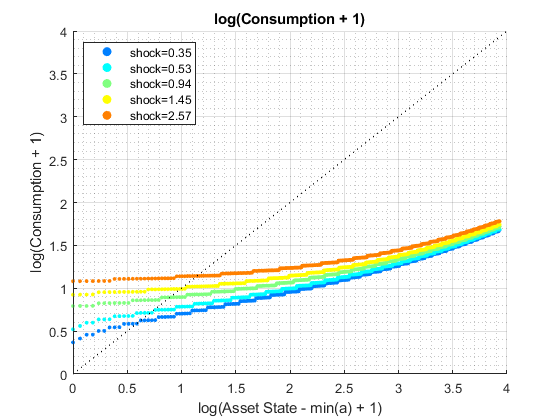 log(Consumption + 1)
4
3.5
3
2.5
2
1.5
1
0.5
0
log(Consumption + 1)
shock=0.35
shock=0.53
shock=0.94
shock=1.45
shock=2.57
0 0.5 1 1.5 2 2.5 3 3.5 4
log(Asset State - min(a) + 1)